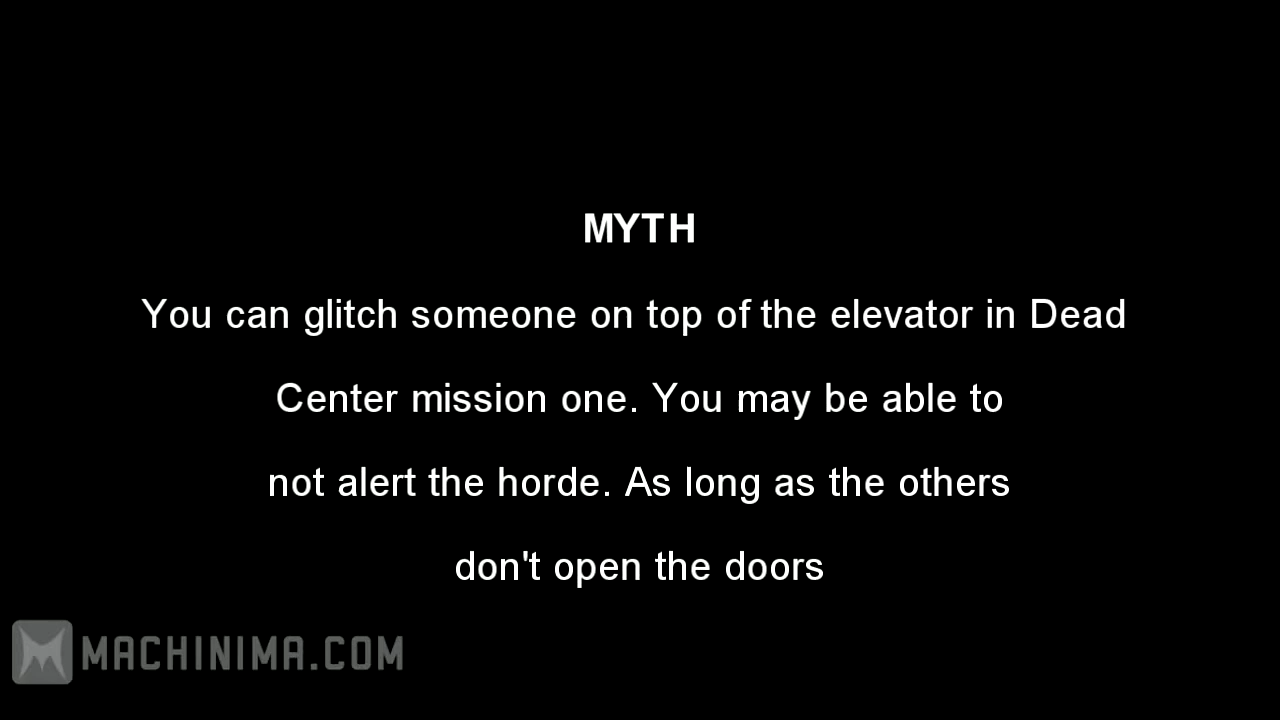 MYTH
You can glitch someone on top of the elevator in Dead
Center mission one. You may be able to
not alert the horde. As long as the others
don't open the doors
MACHINIMA.COM